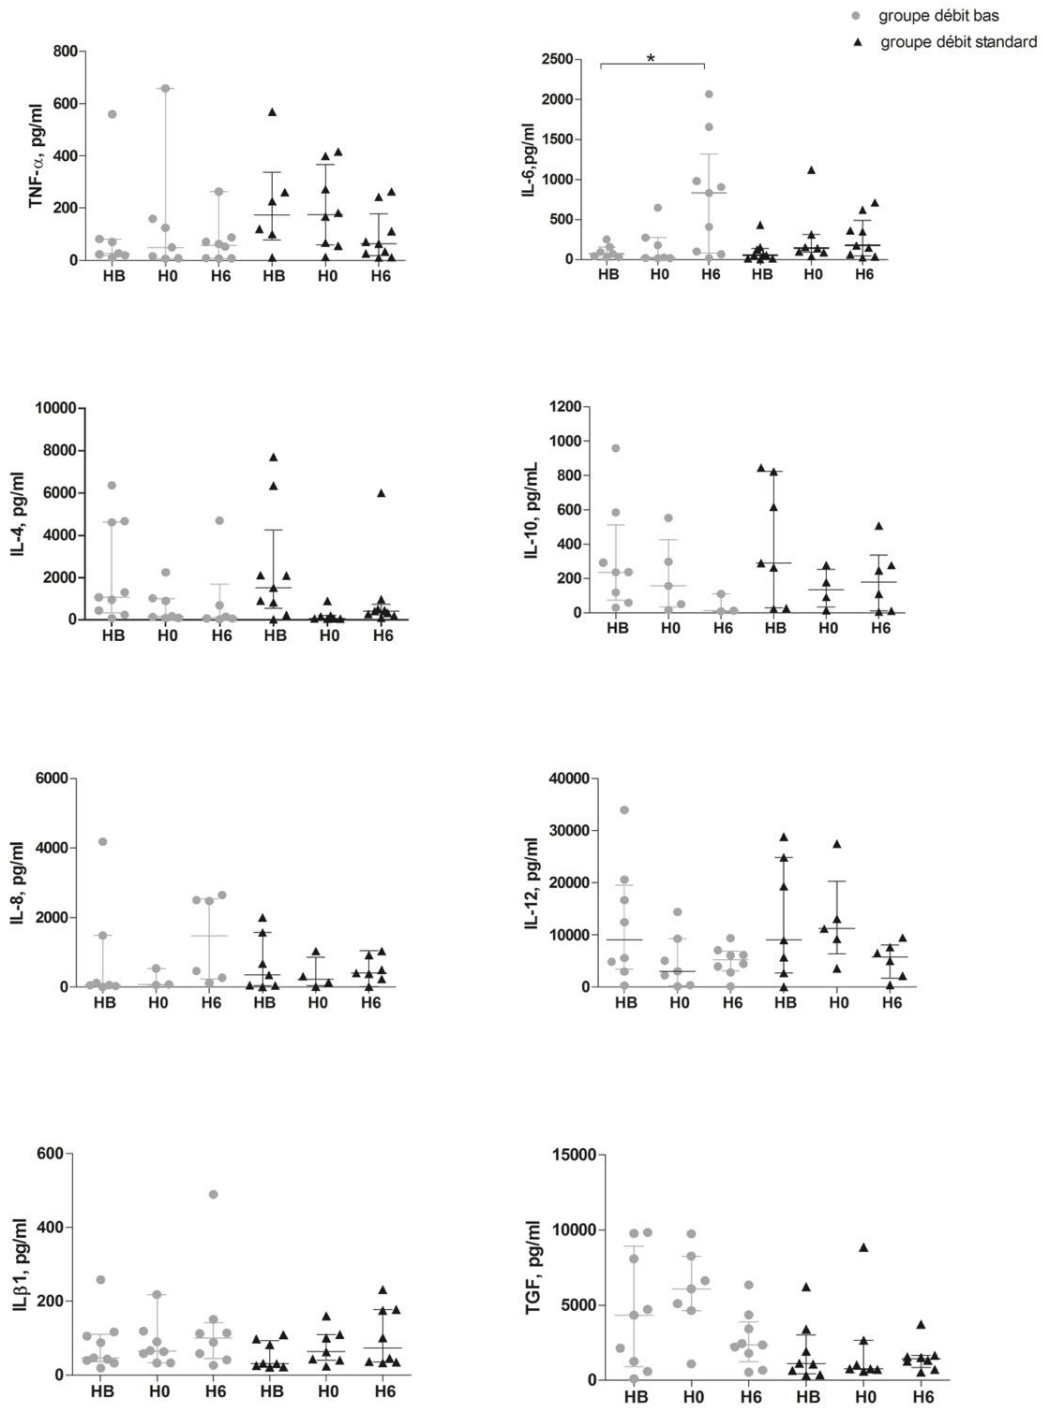 groupe débit bas
groupe débit standard
800
600
400
200
0
TNF-α, pg/ml
HB H0 H6 HB H0 H6
2500
2000
1500
1000
500
0
IL-6,pg/ml
*
HB H0 H6 HB H0 H6
10000
8000
6000
4000
2000
0
IL-4, pg/ml
HB H0 H6 HB H0 H6
1200
1000
800
600
400
200
0
IL-10, pg/mL
HB H0 H6 HB H0 H6
6000
4000
2000
0
IL-8, pg/ml
HB H0 H6 HB H0 H6
40000
30000
20000
10000
0
IL-12, pg/ml
HB H0 H6 HB H0 H6
600
400
200
0
ILβ1, pg/ml
HB H0 H6 HB H0 H6
15000
10000
5000
0
TGF, pg/ml
HB H0 H6 HB H0 H6